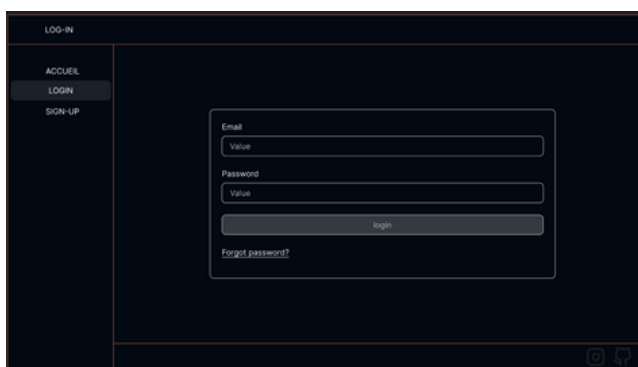 LOG-IN
ACCUEIL
LOGIN
SIGN-UP
Email
Value
Password
Value
login
Forgot password?